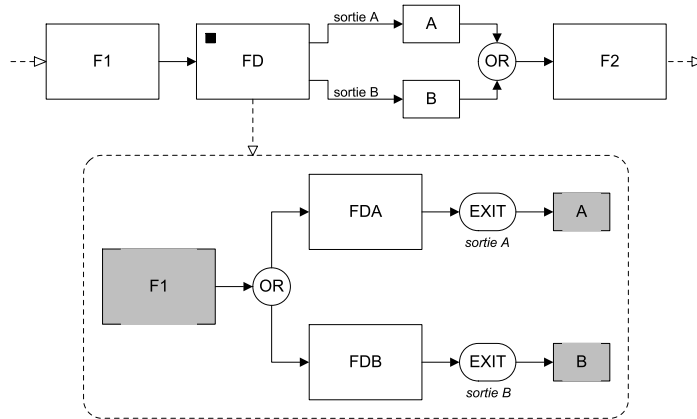 F1
FD
sortie A
A
sortie B
B
OR
F2
F1
OR
FDA
EXIT
sortie A
A
FDB
EXIT
sortie B
B